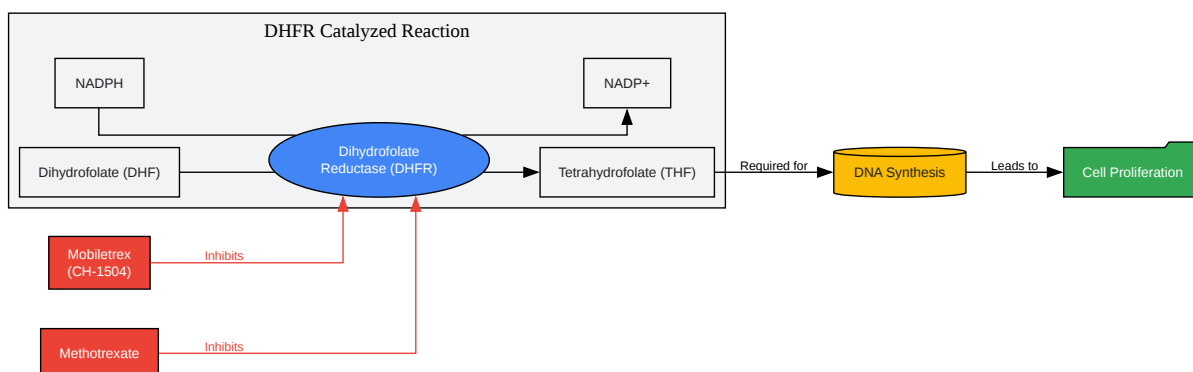 DHFR Catalyzed Reaction
NADPH
NADP+
Dihydrofolate (DHF)
Dihydrofolate
Reductase (DHFR)
Tetrahydrofolate (THF)
Required for
DNA Synthesis
Leads to
Cell Proliferation
Mobiletrex
(CH-1504)
Inhibits
Methotrexate
Inhibits